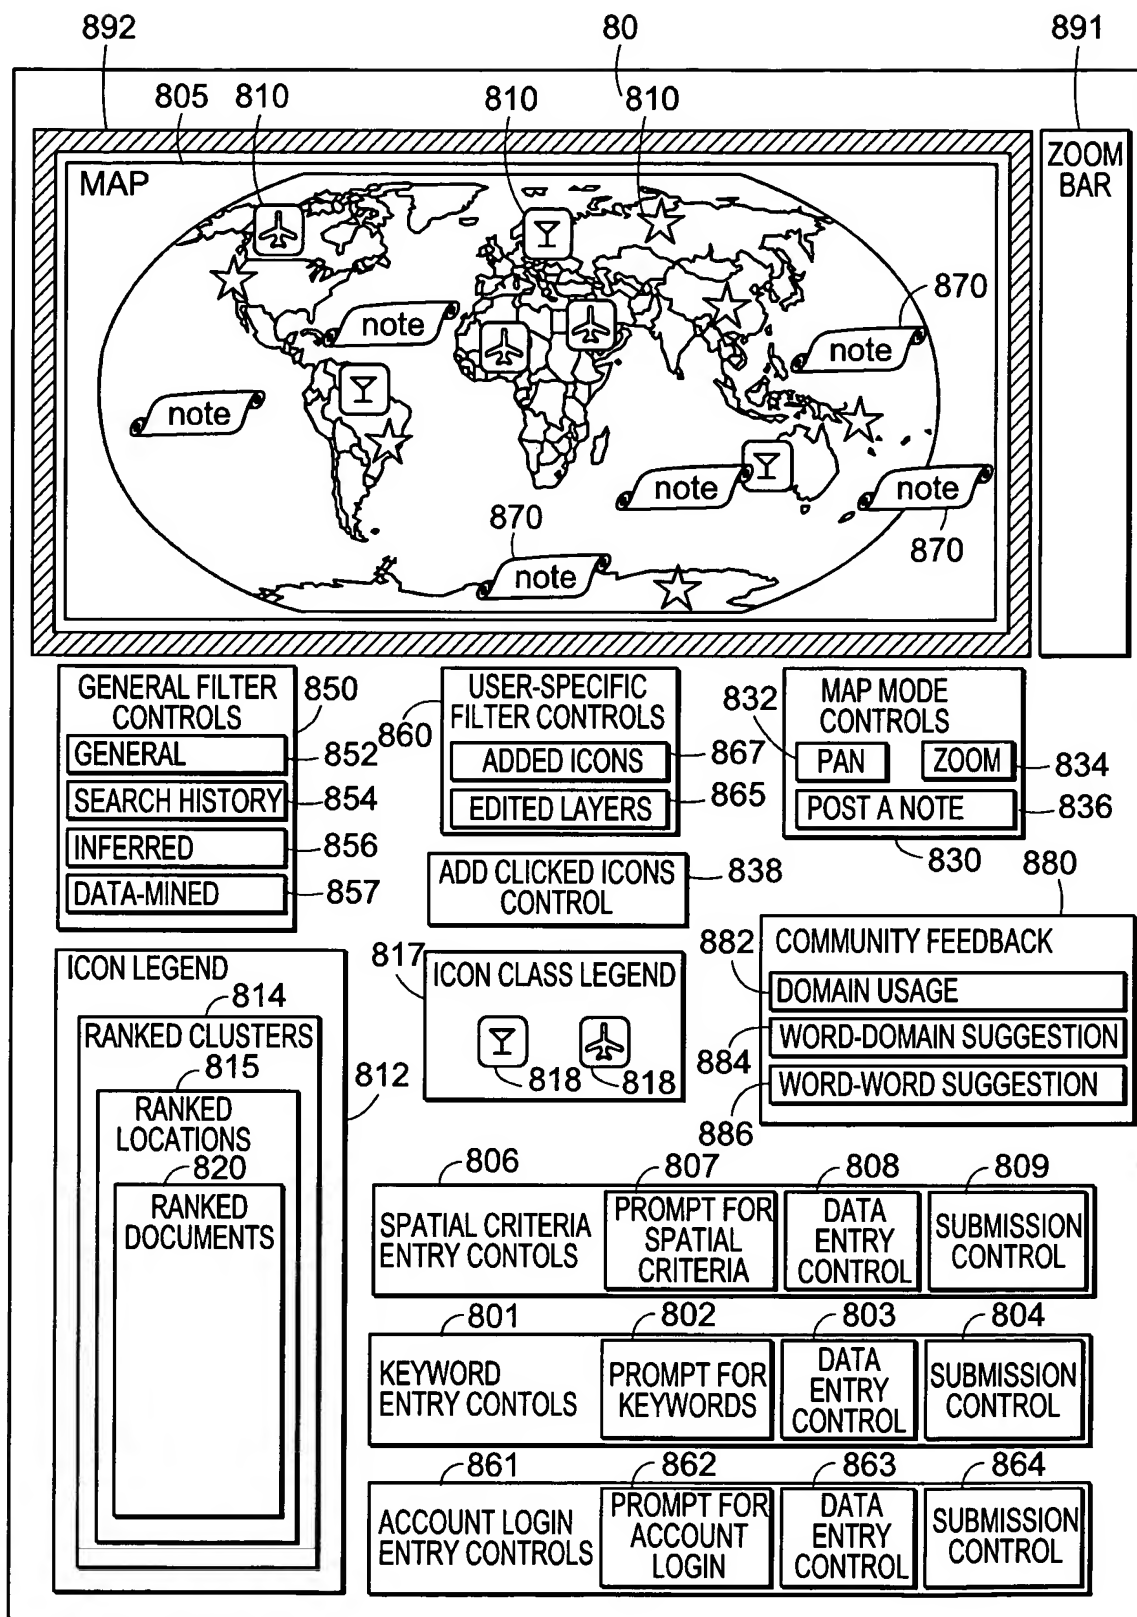 892
80
891
805
810
810
810
MAP
ZOOM
BAR
870
note
note
note
note
note
870
note
870
GENERAL FILTER
CONTROLS
850
GENERAL
852
SEARCH HISTORY
854
INFERRED
856
DATA-MINED
857
USER-SPECIFIC
FILTER CONTROLS
860
ADDED ICONS
867
EDITED LAYERS
865
832
MAP MODE
CONTROLS
PAN
ZOOM
834
POST A NOTE
836
830
ADD CLICKED ICONS
CONTROL
838
880
COMMUNITY FEEDBACK
882
DOMAIN USAGE
WORD-DOMAIN SUGGESTION
884
WORD-WORD SUGGESTION
886
817
ICON CLASS LEGEND
818
818
ICON LEGEND
814
RANKED CLUSTERS
815
812
RANKED
LOCATIONS
820
RANKED
DOCUMENTS
806
807
808
809
SPATIAL CRITERIA
ENTRY CONTOLS
PROMPT FOR
SPATIAL
CRITERIA
DATA
ENTRY
CONTROL
SUBMISSION
CONTROL
801
802
803
804
KEYWORD
ENTRY CONTOLS
PROMPT FOR
KEYWORDS
DATA
ENTRY
CONTROL
SUBMISSION
CONTROL
861
862
863
864
ACCOUNT LOGIN
ENTRY CONTROLS
PROMPT FOR
ACCOUNT
LOGIN
DATA
ENTRY
CONTROL
SUBMISSION
CONTROL